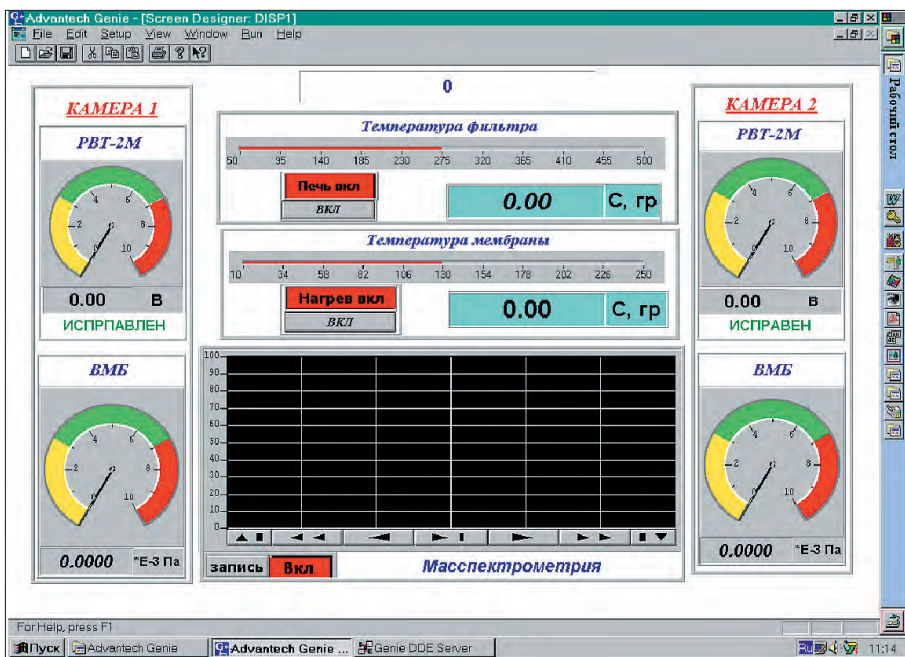 Advantech Genie - [Screen Designer: DISP1]
File Edit Setup View Window Run Help
0
КАМЕРА 1
РВТ-2М
0 2 4 6 8 10
0.00 В
ИСПРПАВЛЕН
ВМБ
0 2 4 6 8 10
0.0000 *E-3 Па
Температура фильтра
50 95 140 185 230 275 320 365 410 455 500
Печь вкл
ВКЛ
0.00 С, гр
Температура мембраны
10 34 58 82 106 130 154 178 202 226 250
Нагрев вкл
ВКЛ
0.00 С, гр
100
90
80
70
60
50
40
30
20
10
0
запись Вкл Масспектрометрия
КАМЕРА 2
РВТ-2М
0 2 4 6 8 10
0.00 В
ИСПРАВЕН
ВМБ
0 2 4 6 8 10
0.0000 *E-3 Па
Рабочий стол
For Help, press F1
Пуск Advantech Genie Advantech Genie ... Genie DDE Server Ru 11:14